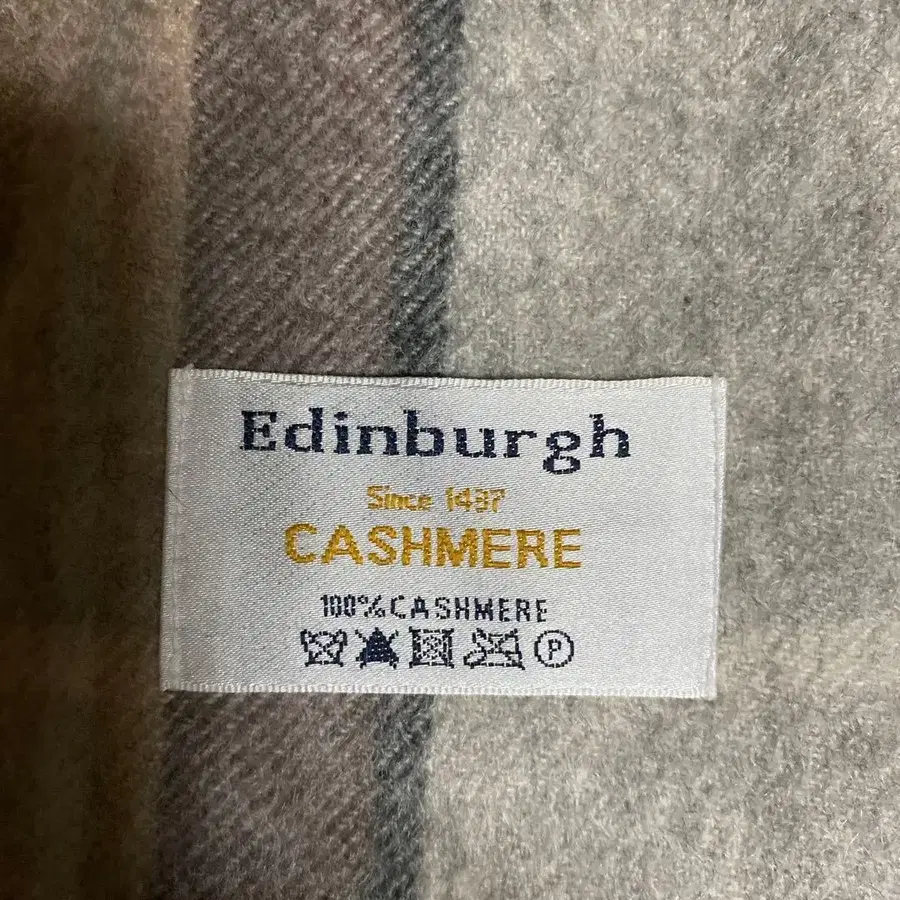 Edinburgh
Since 1437
CASHMERE
100%CASHMERE
P